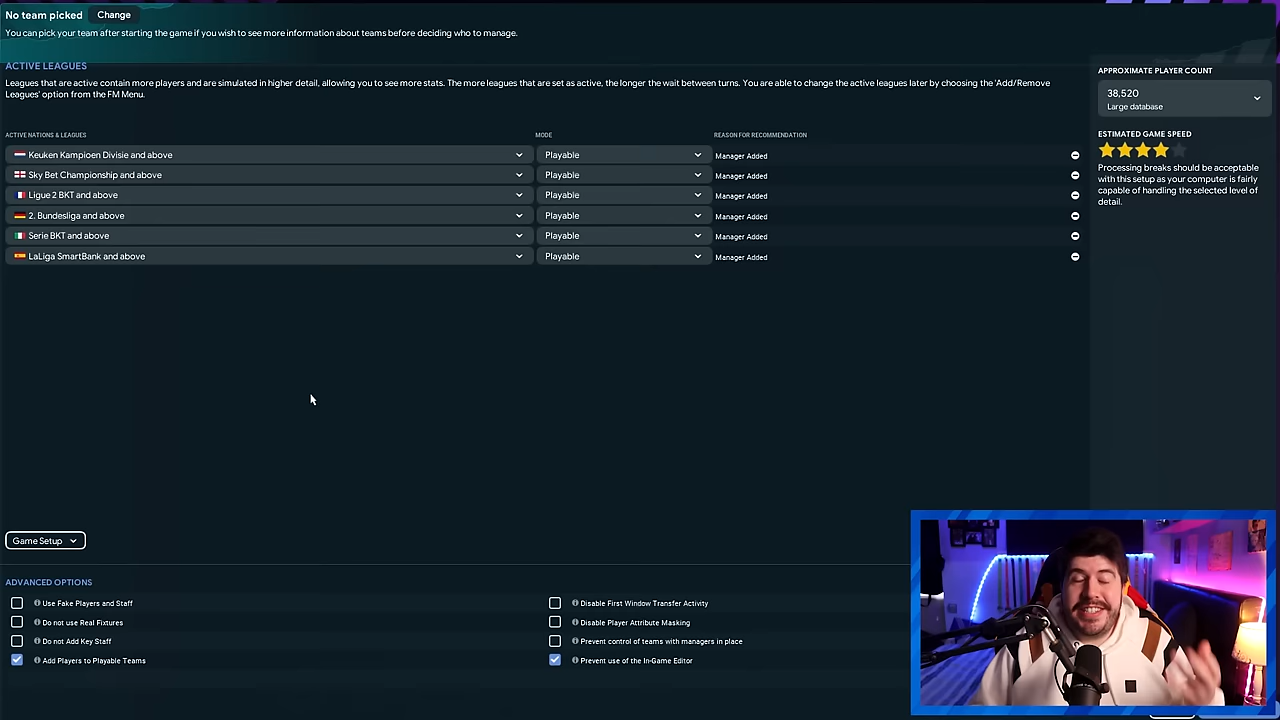 No team picked
Change
You can pick your team after starting the game if you wish to see more information about teams before deciding who to manage.
ACTIVE LEAGUES
Leagues that are active contain more players and are simulated in higher detail, allowing you to see more stats. The more leagues that are set as active, the longer the wait between turns. You are able to change the active leagues later by choosing the 'Add/Remove
Leagues' option from the FM Menu.
ACTIVE NATIONS & LEAGUES
MODE
REASON FOR RECOMMENDATION
Keuken Kampioen Divisie and above
Playable
Manager Added
Sky Bet Championship and above
Playable
Manager Added
Ligue 2 BKT and above
Playable
Manager Added
2. Bundesliga and above
Playable
Manager Added
Serie BKT and above
Playable
Manager Added
LaLiga SmartBank and above
Playable
Manager Added
APPROXIMATE PLAYER COUNT
38,520
Large database
ESTIMATED GAME SPEED
Processing breaks should be acceptable
with this setup as your computer is fairly
capable of handling the selected level of
detail.
Game Setup
ADVANCED OPTIONS
Use Fake Players and Staff
Do not use Real Fixtures
Do not Add Key Staff
Add Players to Playable Teams
Disable First Window Transfer Activity
Disable Player Attribute Masking
Prevent control of teams with managers in place
Prevent use of the In-Game Editor